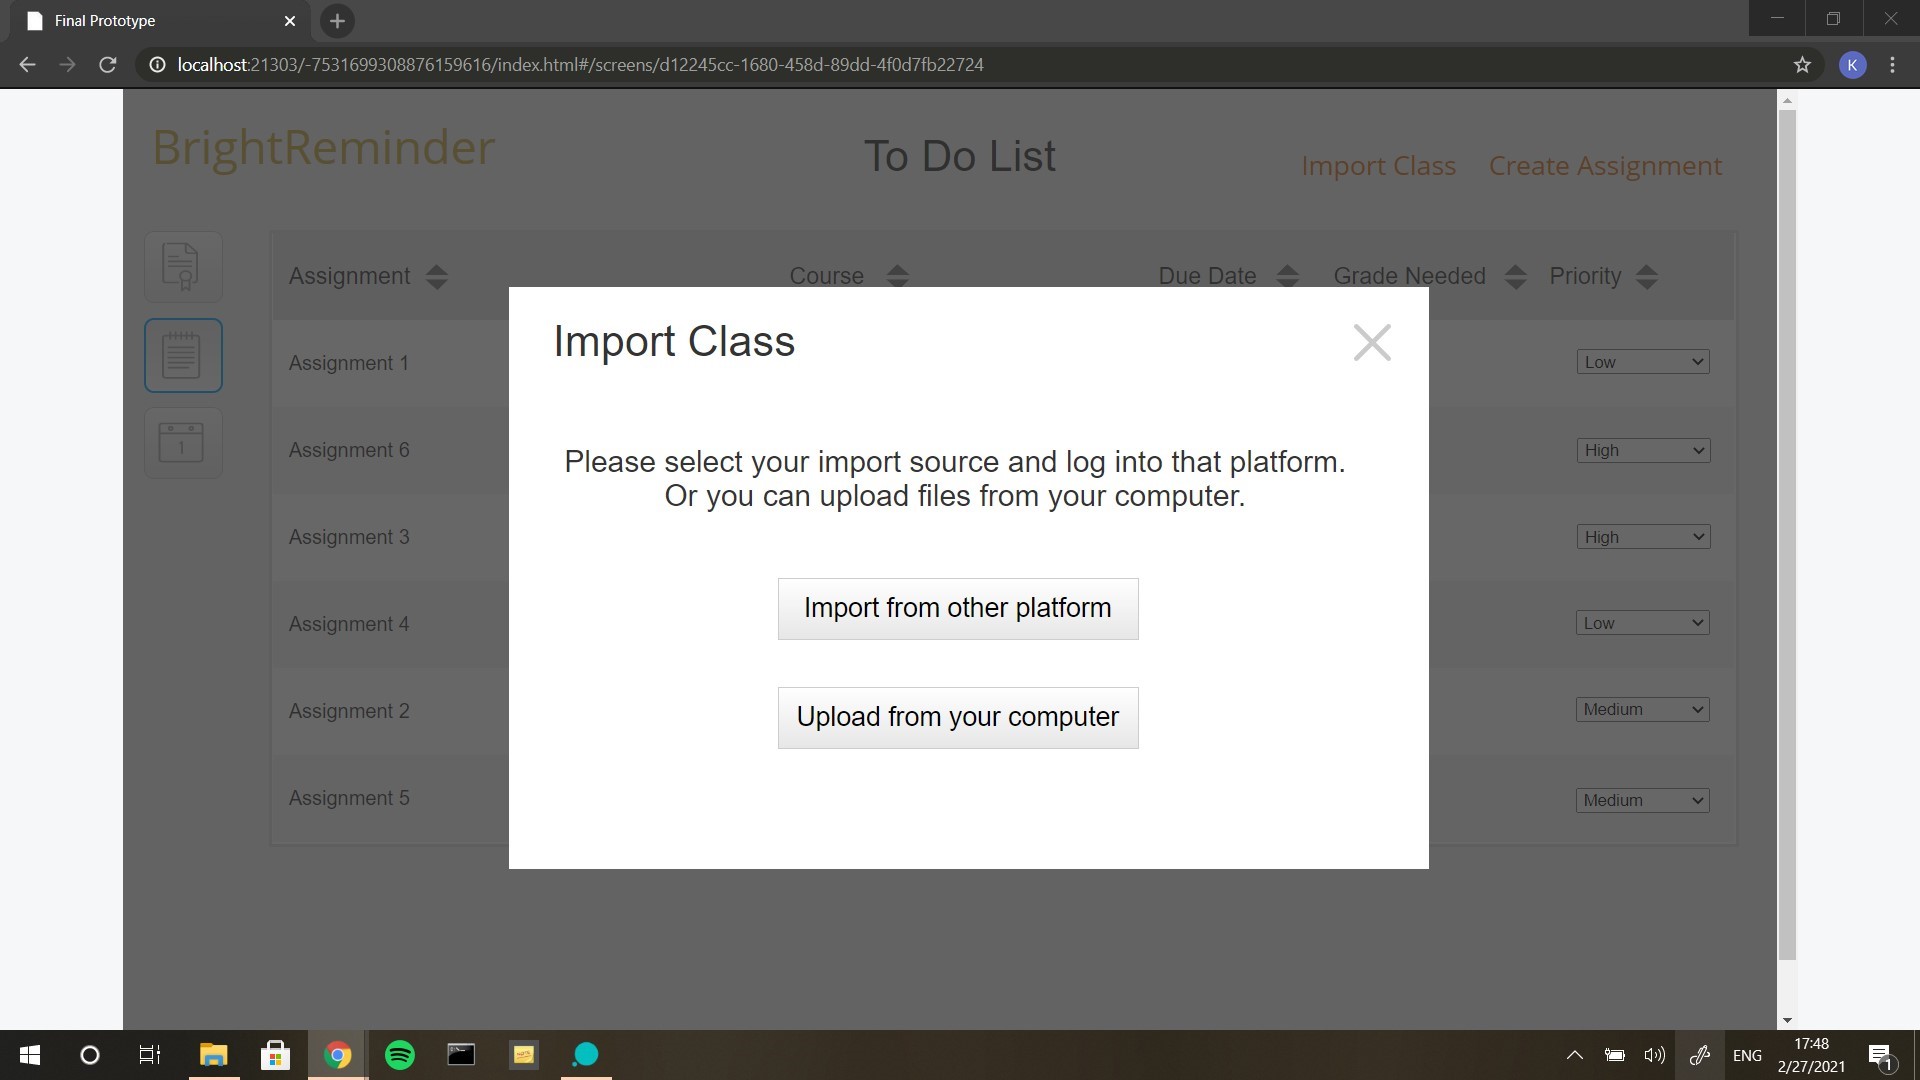 Final Prototype
localhost:21303/-7531699308876159616/index.html#/screens/d12245cc-1680-458d-89dd-4f0d7fb22724
K
BrightReminder
To Do List
Import Class
Create Assignment
Assignment
Course
Due Date
Grade Needed
Priority
Import Class
Assignment 1
Low
Assignment 6
High
Please select your import source and log into that platform.
Or you can upload files from your computer.
1
Assignment 3
High
Import from other platform
Assignment 4
Low
Assignment 2
Medium
Upload from your computer
Assignment 5
Medium
ENG
17:48
2/27/2021
1